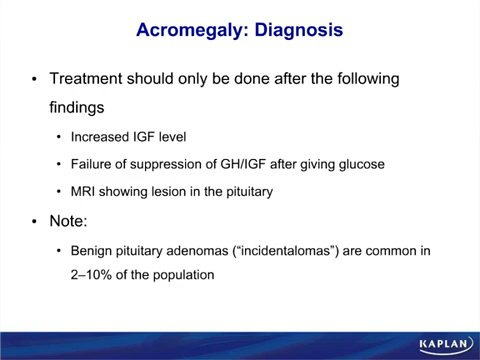 Acromegaly: Diagnosis
• Treatment should only be done after the following
findings
• Increased IGF level
• Failure of suppression of GH/IGF after giving glucose
• MRI showing lesion in the pituitary
• Note:
• Benign pituitary adenomas (“incidentalomas”) are common in
2–10% of the population
KAPLAN